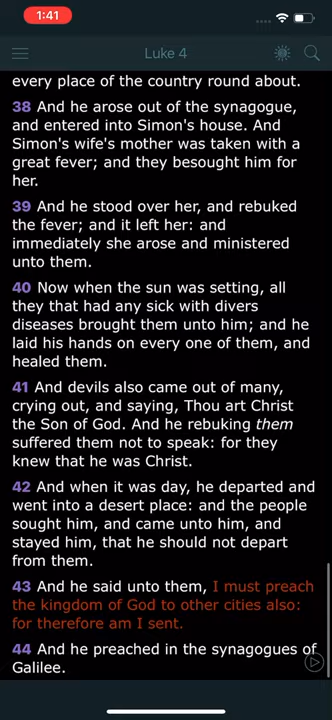 1:41
Luke 4
every place of the country round about.
38 And he arose out of the synagogue,
and entered into Simon's house. And
Simon's wife's mother was taken with a
great fever; and they besought him for
her.
39 And he stood over her, and rebuked
the fever; and it left her: and
immediately she arose and ministered
unto them.
40 Now when the sun was setting, all
they that had any sick with divers
diseases brought them unto him; and he
laid his hands on every one of them, and
healed them.
41 And devils also came out of many,
crying out, and saying, Thou art Christ
the Son of God. And he rebuking them
suffered them not to speak: for they
knew that he was Christ.
42 And when it was day, he departed and
went into a desert place: and the people
sought him, and came unto him, and
stayed him, that he should not depart
from them.
43 And he said unto them, I must preach
the kingdom of God to other cities also:
for therefore am I sent.
44 And he preached in the synagogues of
Galilee.